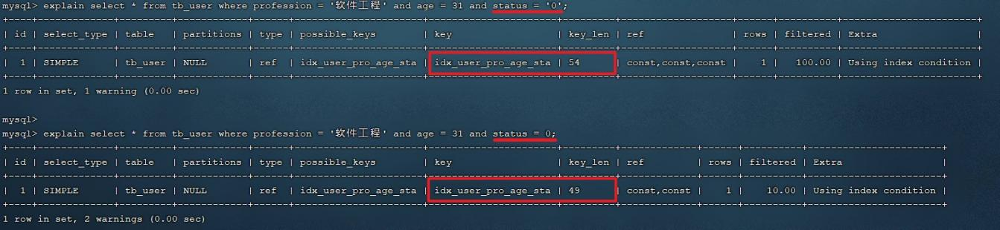 mysql> explain select * from tb_user where profession = '软件工程' and age = 31 and status = '0';
+----+-------------+---------+------------+------+----------------------+----------------------+---------+-------------------+------+----------+-----------------------+
| id | select_type | table | partitions | type | possible_keys | key | key_len | ref | rows | filtered | Extra |
+----+-------------+---------+------------+------+----------------------+----------------------+---------+-------------------+------+----------+-----------------------+
| 1 | SIMPLE | tb_user | NULL | ref | idx_user_pro_age_sta | idx_user_pro_age_sta | 54 | const,const,const | 1 | 100.00 | Using index condition |
+----+-------------+---------+------------+------+----------------------+----------------------+---------+-------------------+------+----------+-----------------------+
1 row in set, 1 warning (0.00 sec)
mysql>
mysql> explain select * from tb_user where profession = '软件工程' and age = 31 and status = 0;
+----+-------------+---------+------------+------+----------------------+----------------------+---------+-------------+------+----------+-----------------------+
| id | select_type | table | partitions | type | possible_keys | key | key_len | ref | rows | filtered | Extra |
+----+-------------+---------+------------+------+----------------------+----------------------+---------+-------------+------+----------+-----------------------+
| 1 | SIMPLE | tb_user | NULL | ref | idx_user_pro_age_sta | idx_user_pro_age_sta | 49 | const,const | 1 | 10.00 | Using index condition |
+----+-------------+---------+------------+------+----------------------+----------------------+---------+-------------+------+----------+-----------------------+
1 row in set, 2 warnings (0.00 sec)